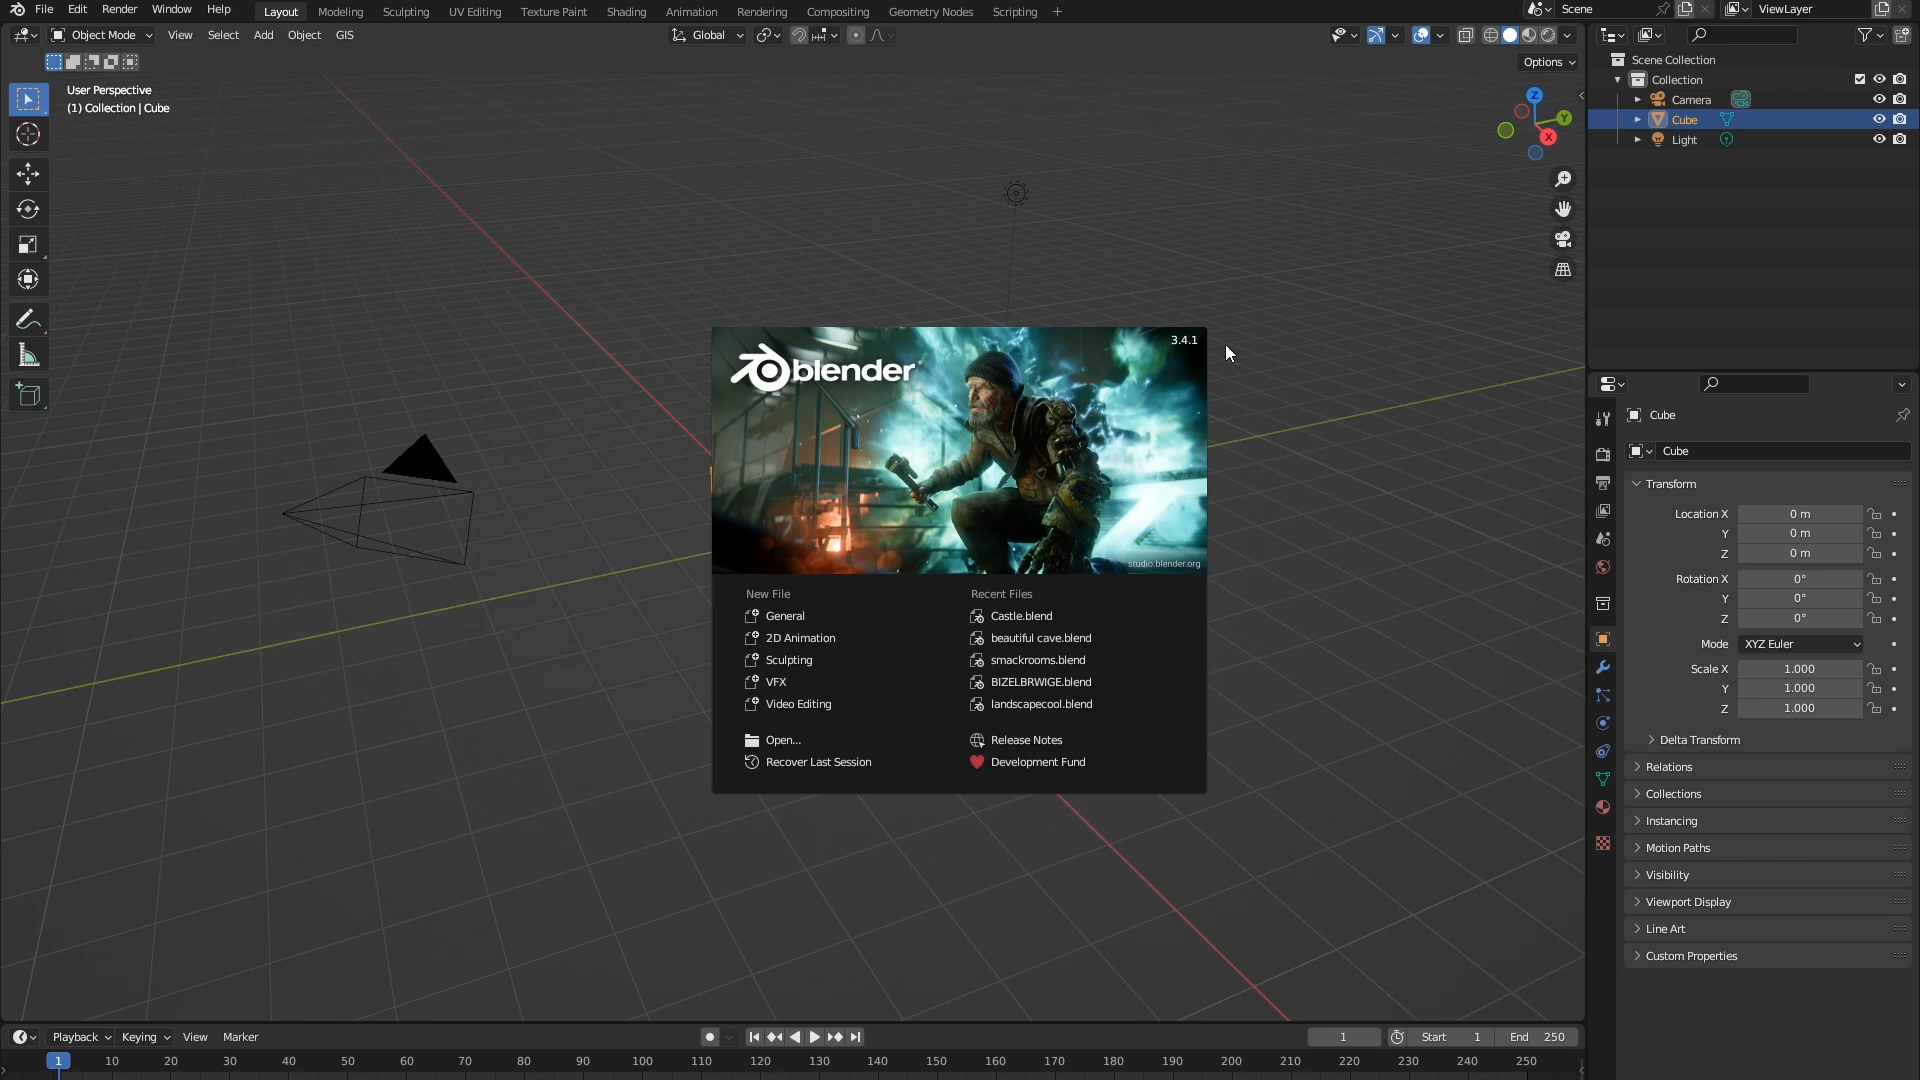 File Edit Render Window Help Layout Modeling Sculpting UV Editing Texture Paint Shading Animation Rendering Compositing Geometry Nodes Scripting + Scene ViewLayer
Object Mode View Select Add Object GIS Global
Options
User Perspective
(1) Collection | Cube
Z
Y
X
Scene Collection
Collection
Camera
Cube
Light
blender
3.4.1
studio.blender.org
New File
General
2D Animation
Sculpting
VFX
Video Editing
Open...
Recover Last Session
Recent Files
Castle.blend
beautiful cave.blend
smackrooms.blend
BIZELBRWIGE.blend
landscapecool.blend
Release Notes
Development Fund
Cube
Cube
Transform
Location X 0 m
Y 0 m
Z 0 m
Rotation X 0°
Y 0°
Z 0°
Mode XYZ Euler
Scale X 1.000
Y 1.000
Z 1.000
Delta Transform
Relations
Collections
Instancing
Motion Paths
Visibility
Viewport Display
Line Art
Custom Properties
Playback Keying View Marker 1 Start 1 End 250
1 10 20 30 40 50 60 70 80 90 100 110 120 130 140 150 160 170 180 190 200 210 220 230 240 250